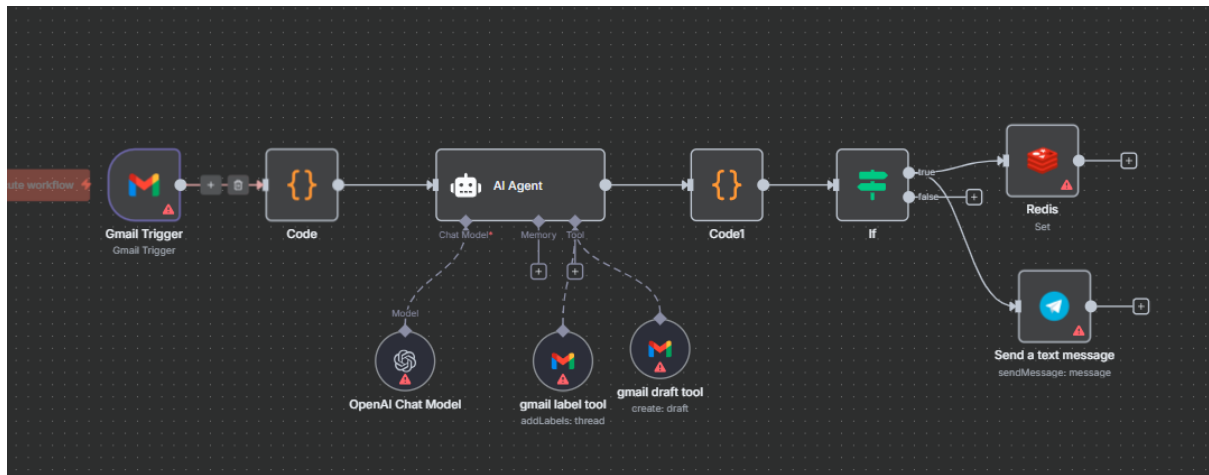 ute workflow
Gmail Trigger
Gmail Trigger
Code
AI Agent
Chat Model*
Memory
Tool
Code1
If
true
false
Redis
Set
Model
OpenAI Chat Model
gmail label tool
addLabels: thread
gmail draft tool
create: draft
Send a text message
sendMessage: message